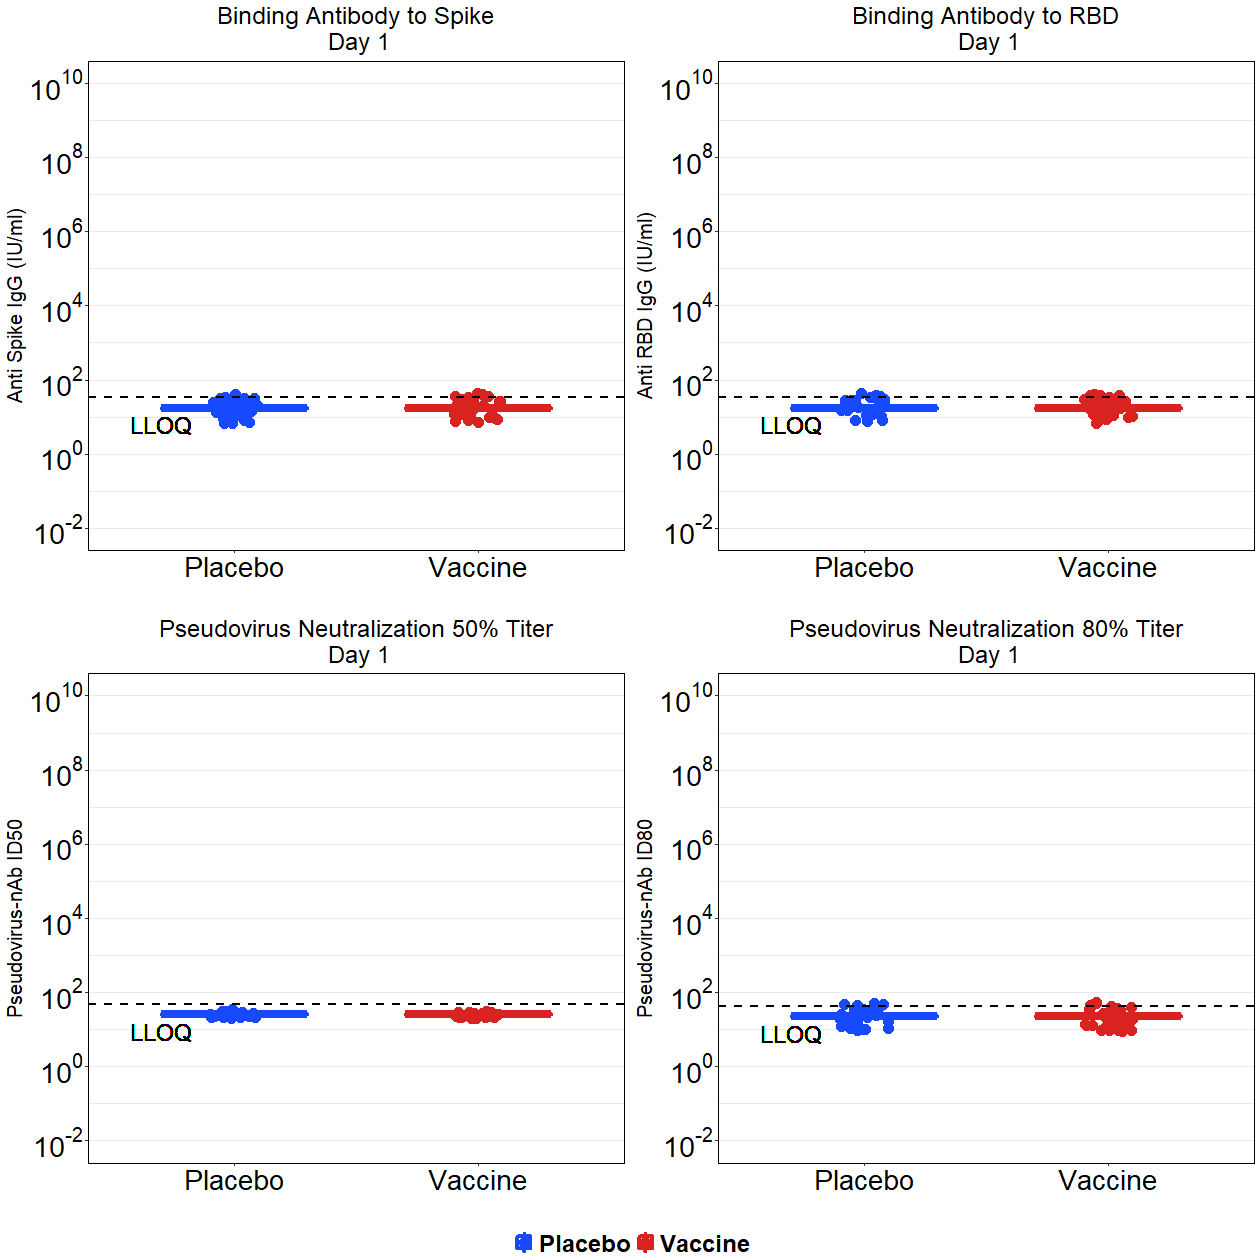 Binding Antibody to Spike
Day 1
Anti Spike IgG (IU/ml)
10^10
10^8
10^6
10^4
10^2
10^0
10^-2
LLOQ
Placebo Vaccine
Binding Antibody to RBD
Day 1
Anti RBD IgG (IU/ml)
10^10
10^8
10^6
10^4
10^2
10^0
10^-2
LLOQ
Placebo Vaccine
Pseudovirus Neutralization 50% Titer
Day 1
Pseudovirus-nAb ID50
10^10
10^8
10^6
10^4
10^2
10^0
10^-2
LLOQ
Placebo Vaccine
Pseudovirus Neutralization 80% Titer
Day 1
Pseudovirus-nAb ID80
10^10
10^8
10^6
10^4
10^2
10^0
10^-2
LLOQ
Placebo Vaccine
Placebo Vaccine